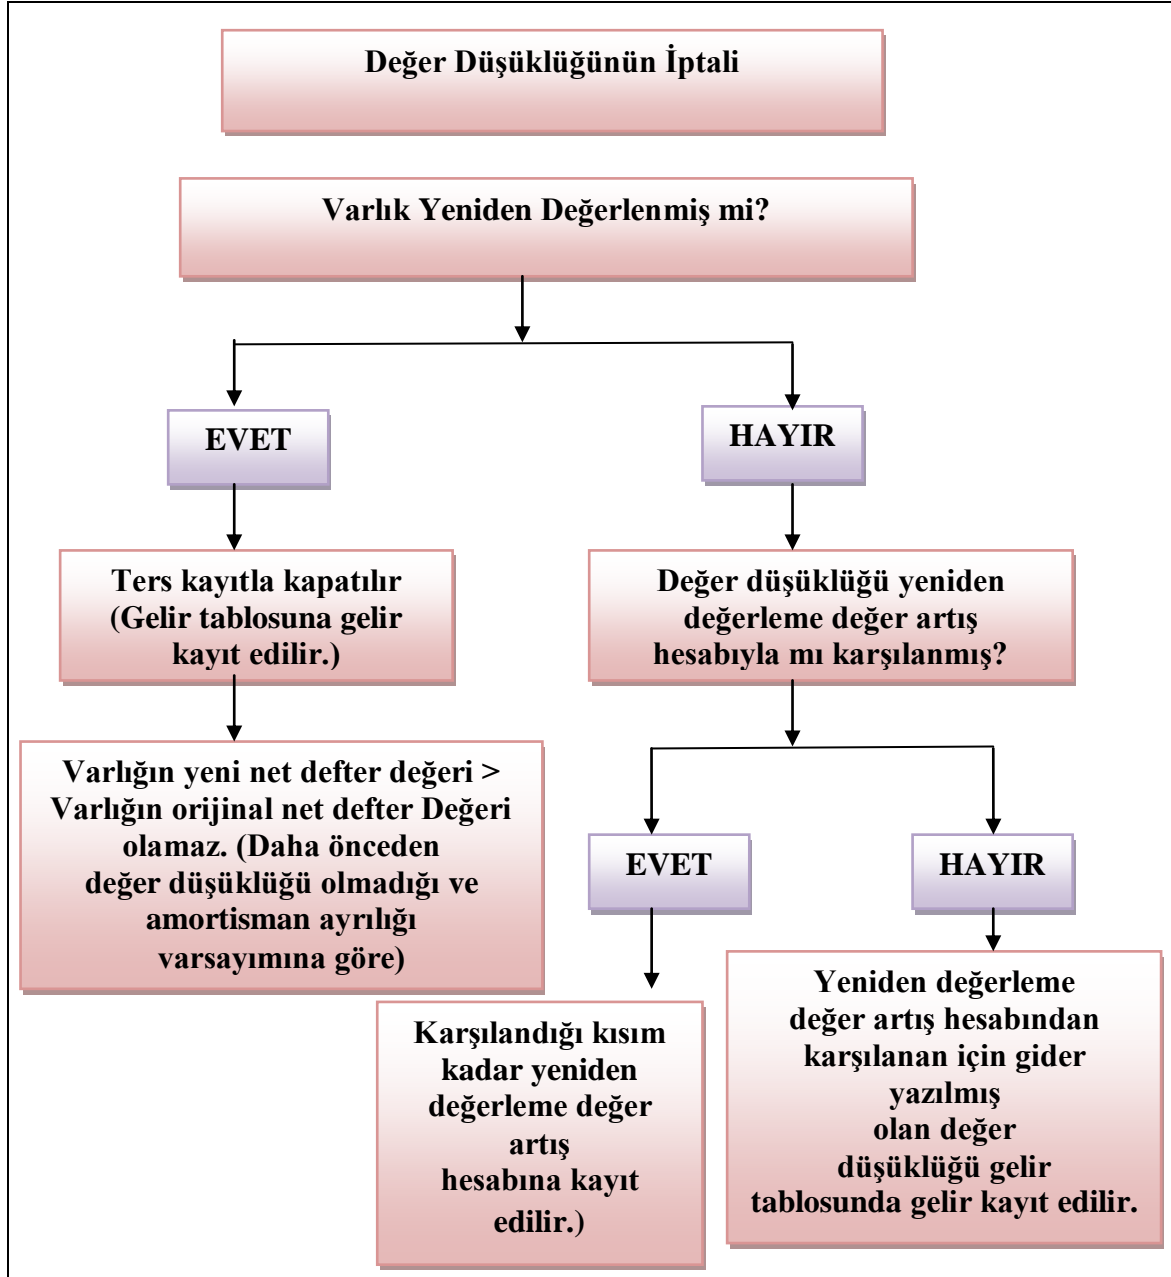 Değer Düşüklüğünün İptali
Varlık Yeniden Değerlenmiş mi?
EVET
HAYIR
Ters kayıtla kapatılır
(Gelir tablosuna gelir
kayıt edilir.)
Değer düşüklüğü yeniden
değerleme değer artış
hesabıyla mı karşılanmış?
Varlığın yeni net defter değeri >
Varlığın orijinal net defter Değeri
olamaz. (Daha önceden
değer düşüklüğü olmadığı ve
amortisman ayrılığı
varsayımına göre)
EVET
HAYIR
Karşılandığı kısım
kadar yeniden
değerleme değer
artış
hesabına kayıt
edilir.)
Yeniden değerleme
değer artış hesabından
karşılanan için gider
yazılmış
olan değer
düşüklüğü gelir
tablosunda gelir kayıt edilir.